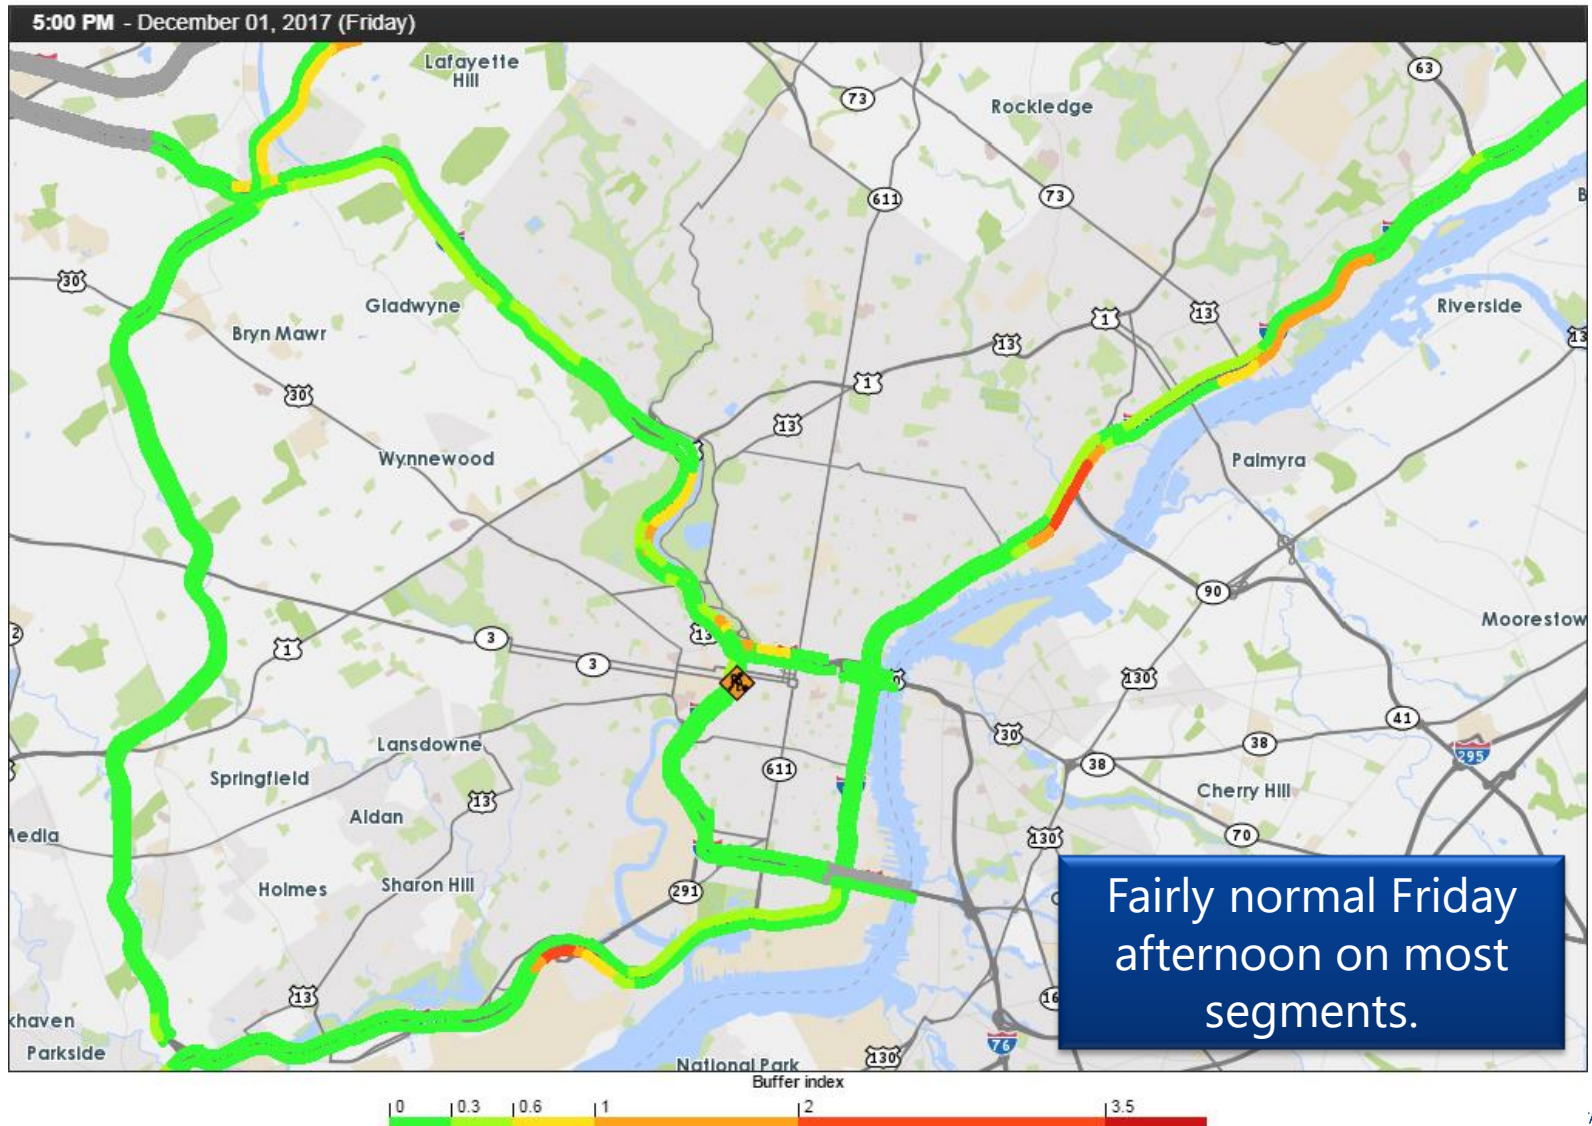 5:00 PM - December 01, 2017 (Friday)
Lafayette
Hill
63
73
Rockledge
611
73
B
30
Gladwyne
Riverside
1
13
Bryn Mawr
13
13
1
30
13
Wynnewood
Palmyra
90
Moorestow
13
2
3
1
3
130
41
30
38
Lansdowne
38
295
Springfield
611
Cherry Hill
13
Aldan
Media
130
70
Holmes
Sharon Hill
291
Fairly normal Friday
afternoon on most
segments.
13
16
khaven
76
Parkside
130
National Park
Buffer index
0
0.3
0.6
1
2
3.5